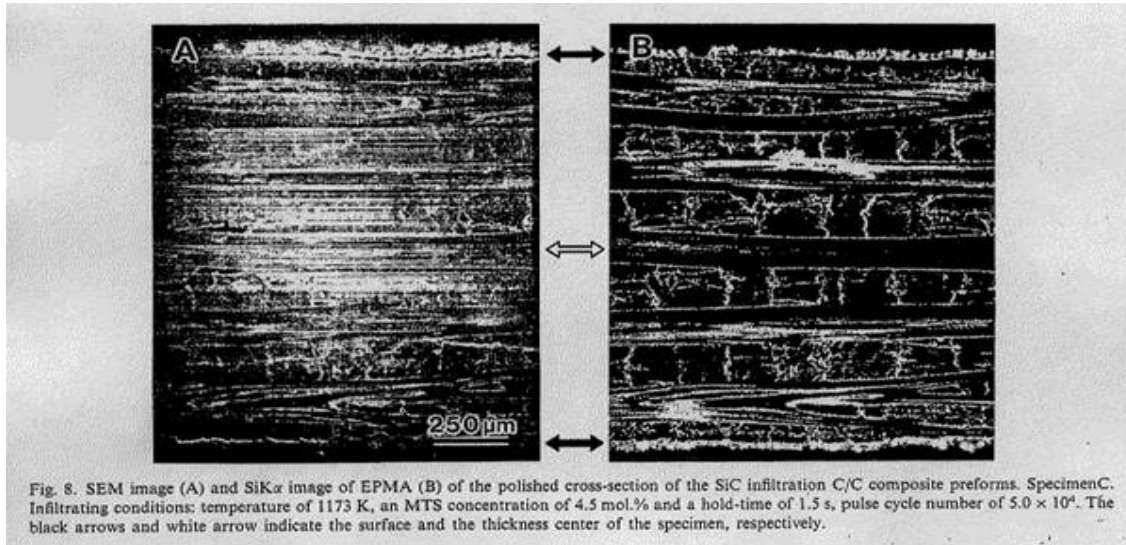 A
B
250 μm
Fig. 8. SEM image (A) and SiKα image of EPMA (B) of the polished cross-section of the SiC infiltration C/C composite preforms. SpecimenC.
Infiltrating conditions: temperature of 1173 K, an MTS concentration of 4.5 mol.% and a hold-time of 1.5 s, pulse cycle number of 5.0 × 10⁴. The
black arrows and white arrow indicate the surface and the thickness center of the specimen, respectively.